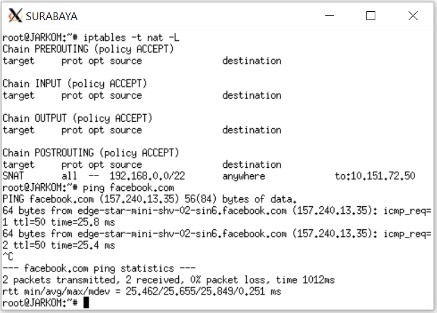 SURABAYA
root@JARKOM:~# iptables -t nat -L
Chain PREROUTING (policy ACCEPT)
target     prot opt source               destination

Chain INPUT (policy ACCEPT)
target     prot opt source               destination

Chain OUTPUT (policy ACCEPT)
target     prot opt source               destination

Chain POSTROUTING (policy ACCEPT)
target     prot opt source               destination
SNAT       all  --  192.168.0.0/22       anywhere             to:10.151.72.50
root@JARKOM:~# ping facebook.com
PING facebook.com (157.240.13.35) 56(84) bytes of data.
64 bytes from edge-star-mini-shv-02-sin6.facebook.com (157.240.13.35): icmp_req=
1 ttl=50 time=25.8 ms
64 bytes from edge-star-mini-shv-02-sin6.facebook.com (157.240.13.35): icmp_req=
2 ttl=50 time=25.4 ms
^C
--- facebook.com ping statistics ---
2 packets transmitted, 2 received, 0% packet loss, time 1012ms
rtt min/avg/max/mdev = 25.462/25.655/25.849/0.251 ms
root@JARKOM:~#